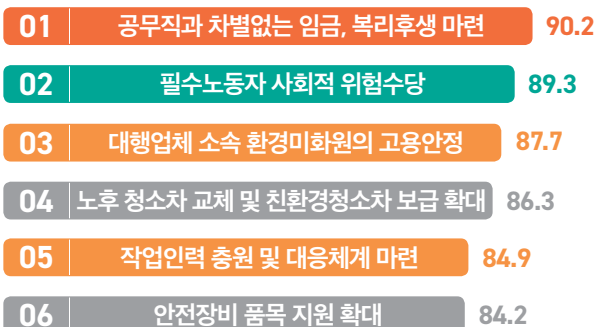 01 공무직과 차별없는 임금, 복리후생 마련 90.2
02 필수노동자 사회적 위험수당 89.3
03 대행업체 소속 환경미화원의 고용안정 87.7
04 노후 청소차 교체 및 친환경청소차 보급 확대 86.3
05 작업인력 충원 및 대응체계 마련 84.9
06 안전장비 품목 지원 확대 84.2